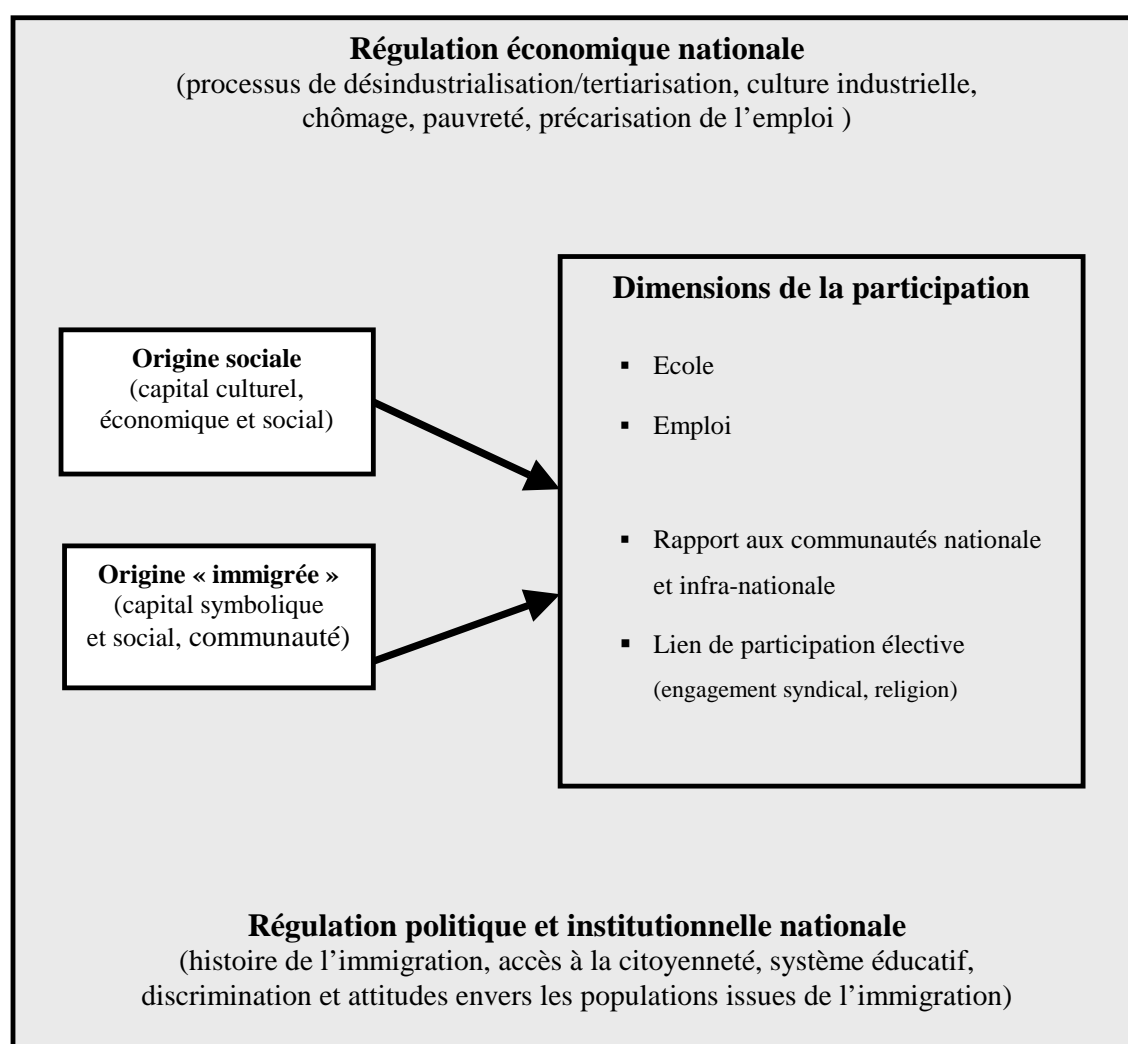 Régulation économique nationale
(processus de désindustrialisation/tertiarisation, culture industrielle,
chômage, pauvreté, précarisation de l’emploi )
Dimensions de la participation
Origine sociale
(capital culturel,
économique et social)
▪ Ecole
▪ Emploi
Origine « immigrée »
(capital symbolique
et social, communauté)
▪ Rapport aux communautés nationale
et infra-nationale
▪ Lien de participation élective
(engagement syndical, religion)
Régulation politique et institutionnelle nationale
(histoire de l’immigration, accès à la citoyenneté, système éducatif,
discrimination et attitudes envers les populations issues de l’immigration)